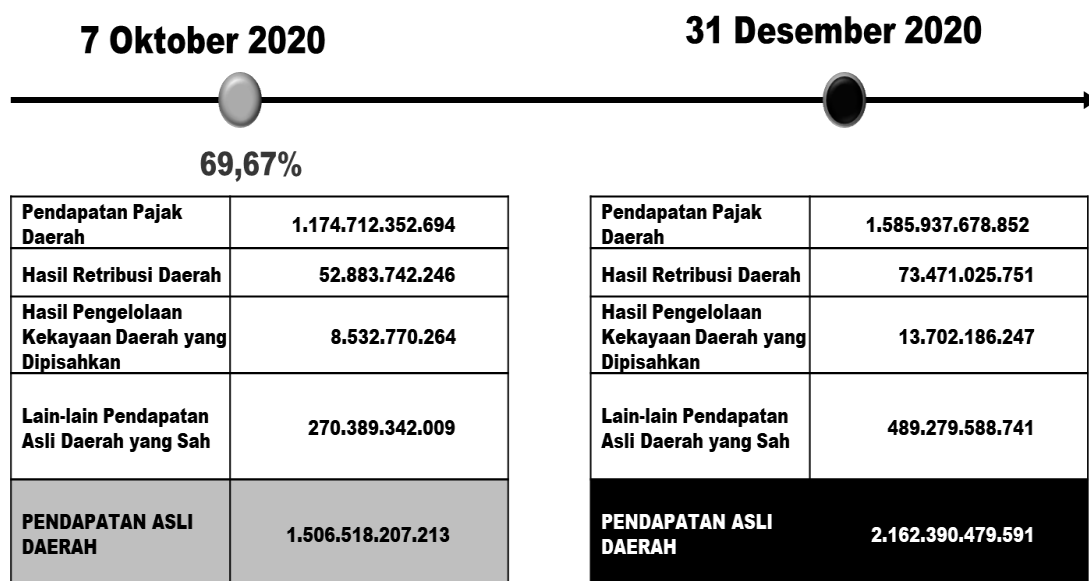 7 Oktober 2020
31 Desember 2020
69,67%
Pendapatan Pajak
Daerah
1.174.712.352.694
Hasil Retribusi Daerah
52.883.742.246
Hasil Pengelolaan
Kekayaan Daerah yang
Dipisahkan
8.532.770.264
Lain-lain Pendapatan
Asli Daerah yang Sah
270.389.342.009
PENDAPATAN ASLI
DAERAH
1.506.518.207.213
Pendapatan Pajak
Daerah
1.585.937.678.852
Hasil Retribusi Daerah
73.471.025.751
Hasil Pengelolaan
Kekayaan Daerah yang
Dipisahkan
13.702.186.247
Lain-lain Pendapatan
Asli Daerah yang Sah
489.279.588.741
PENDAPATAN ASLI
DAERAH
2.162.390.479.591